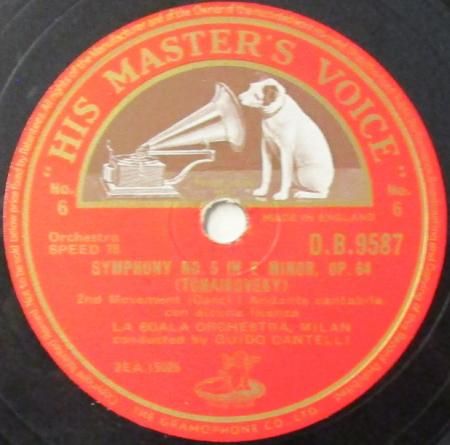 "HIS MASTER'S VOICE"
No. 6
No. 6
MADE IN ENGLAND
Orchestra
SPEED 78
D.B.9587
SYMPHONY NO. 5 IN E MINOR, OP. 64
(TCHAIKOVSKY)
2nd Movement (Concl.) Andante cantabile
con alcuna licenza
LA SCALA ORCHESTRA, MILAN
conducted by GUIDO CANTELLI
2EA.15025
THE GRAMOPHONE CO. LTD.